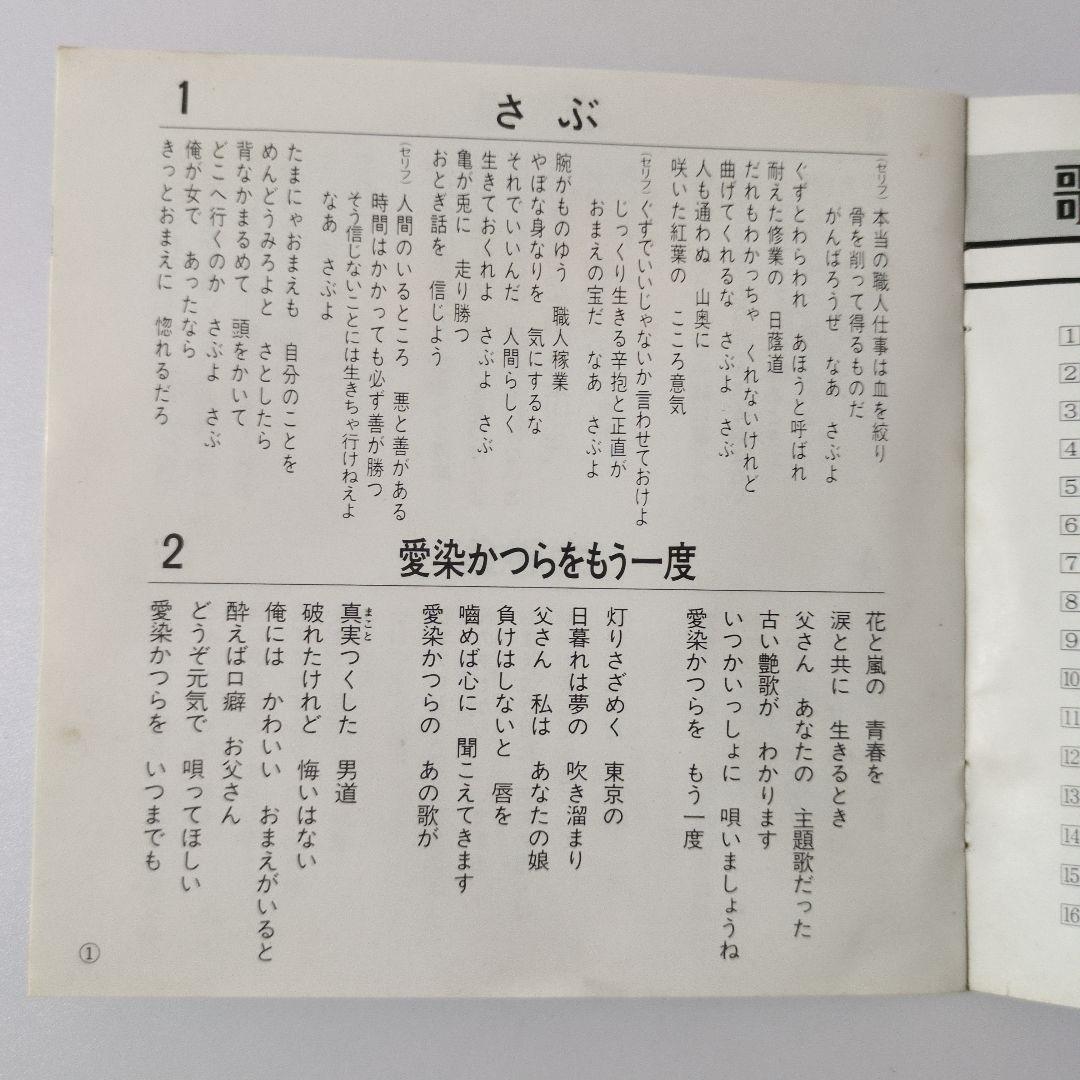 1
さぶ
(セリフ)本当の職人仕事は血を絞り
骨を削って得るものだ
がんばろうぜ　なあ　さぶよ
ぐずとわらわれ　あほうと呼ばれ
耐えた修業の　日蔭道
だれもわかっちゃ　くれないけれど
曲げてくれるな　さぶよ　さぶ
人も通わぬ　山奥に
咲いた紅葉の　こころ意気
(セリフ)ぐずでいいじゃないか言わせておけよ
じっくり生きる辛抱と正直が
おまえの宝だ　なあ　さぶよ
腕がものゆう　職人稼業
やぼな身なりを　気にするな
それでいいんだ　人間らしく
生きておくれよ　さぶよ　さぶ
亀が兎に　走り勝つ
おとぎ話を　信じよう
(セリフ)人間のいるところ　悪と善がある
時間はかかっても必ず善が勝つ
そう信じないことには生きちゃ行けねえよ
なあ　さぶよ
たまにゃおまえも　自分のことを
めんどうみろよと　さとしたら
背なかまるめて　頭をかいて
どこへ行くのか　さぶよ　さぶ
俺が女で　あったなら
きっとおまえに　惚れるだろ
2
愛染かつらをもう一度
花と嵐の　青春を
涙と共に　生きるとき
父さん　あなたの　主題歌だった
古い艶歌が　わかります
いつかいっしょに　唄いましょうね
愛染かつらを　もう一度
灯りさざめく　東京の
日暮れは夢の　吹き溜まり
父さん　私は　あなたの娘
負けはしないと　唇を
嚙めば心に　聞こえてきます
愛染かつらの　あの歌が
真実つくした　男道
まこと
破れたけれど　悔いはない
俺には　かわいい　おまえがいると
酔えば口癖　お父さん
どうぞ元気で　唄ってほしい
愛染かつらを　いつまでも
①
1
2
3
4
5
6
7
8
9
10
11
12
13
14
15
16